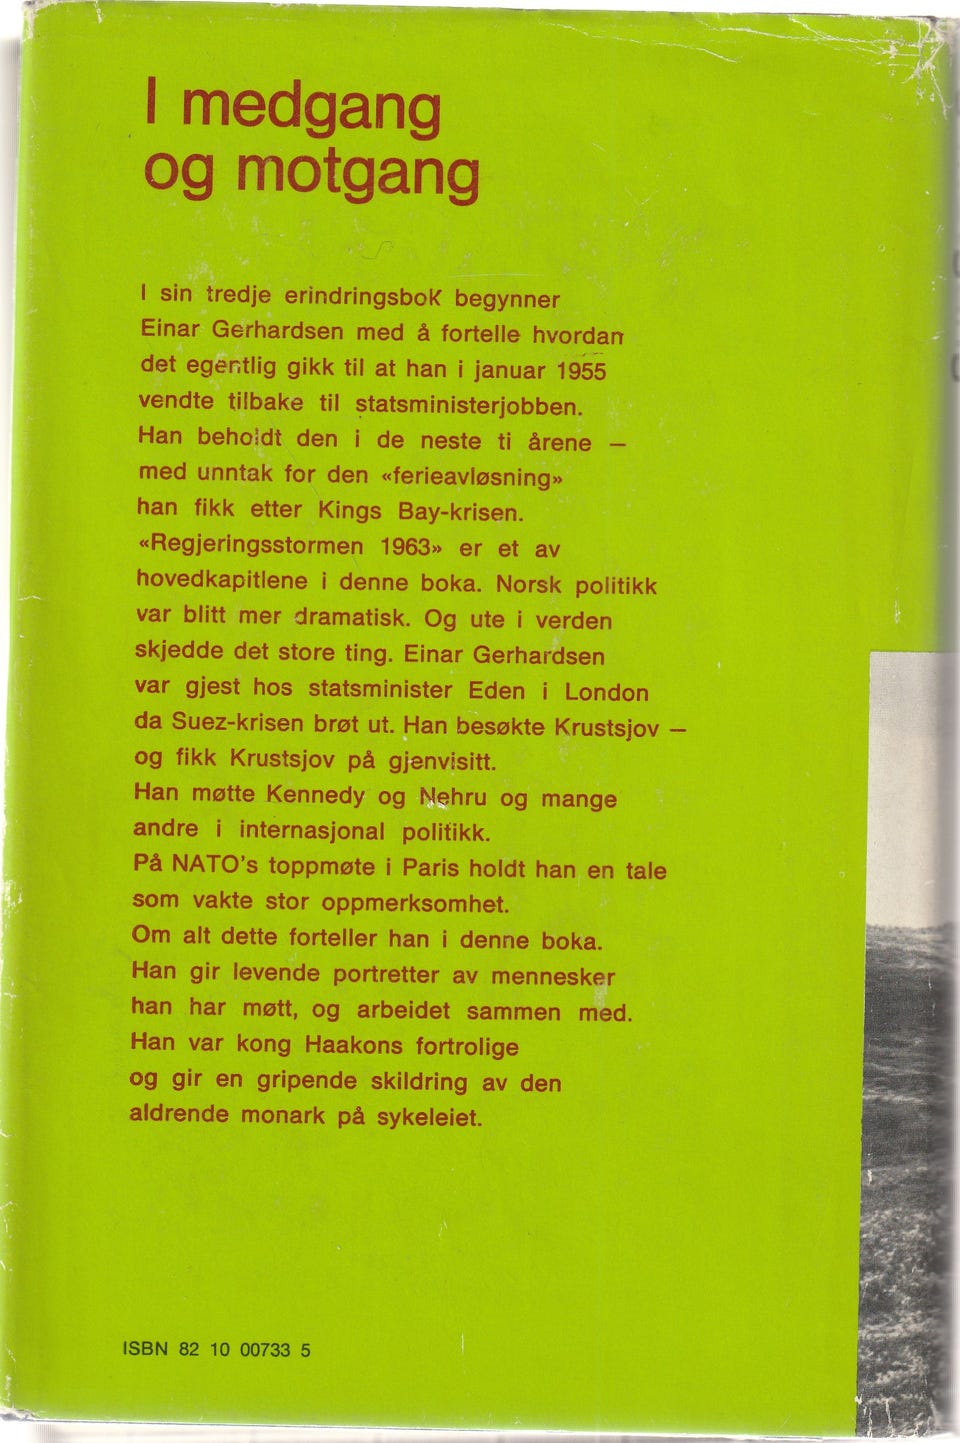 I medgang
og motgang
I sin tredje erindringsbok begynner
Einar Gerhardsen med å fortelle hvordan
det egentlig gikk til at han i januar 1955
vendte tilbake til statsministerjobben.
Han beholdt den i de neste ti årene –
med unntak for den «ferieavløsning»
han fikk etter Kings Bay-krisen.
«Regjeringsstormen 1963» er et av
hovedkapitlene i denne boka. Norsk politikk
var blitt mer dramatisk. Og ute i verden
skjedde det store ting. Einar Gerhardsen
var gjest hos statsminister Eden i London
da Suez-krisen brøt ut. Han besøkte Krustsjov –
og fikk Krustsjov på gjenvisitt.
Han møtte Kennedy og Nehru og mange
andre i internasjonal politikk.
På NATO's toppmøte i Paris holdt han en tale
som vakte stor oppmerksomhet.
Om alt dette forteller han i denne boka.
Han gir levende portretter av mennesker
han har møtt, og arbeidet sammen med.
Han var kong Haakons fortrolige
og gir en gripende skildring av den
aldrende monark på sykeleiet.
ISBN 82 10 00733 5